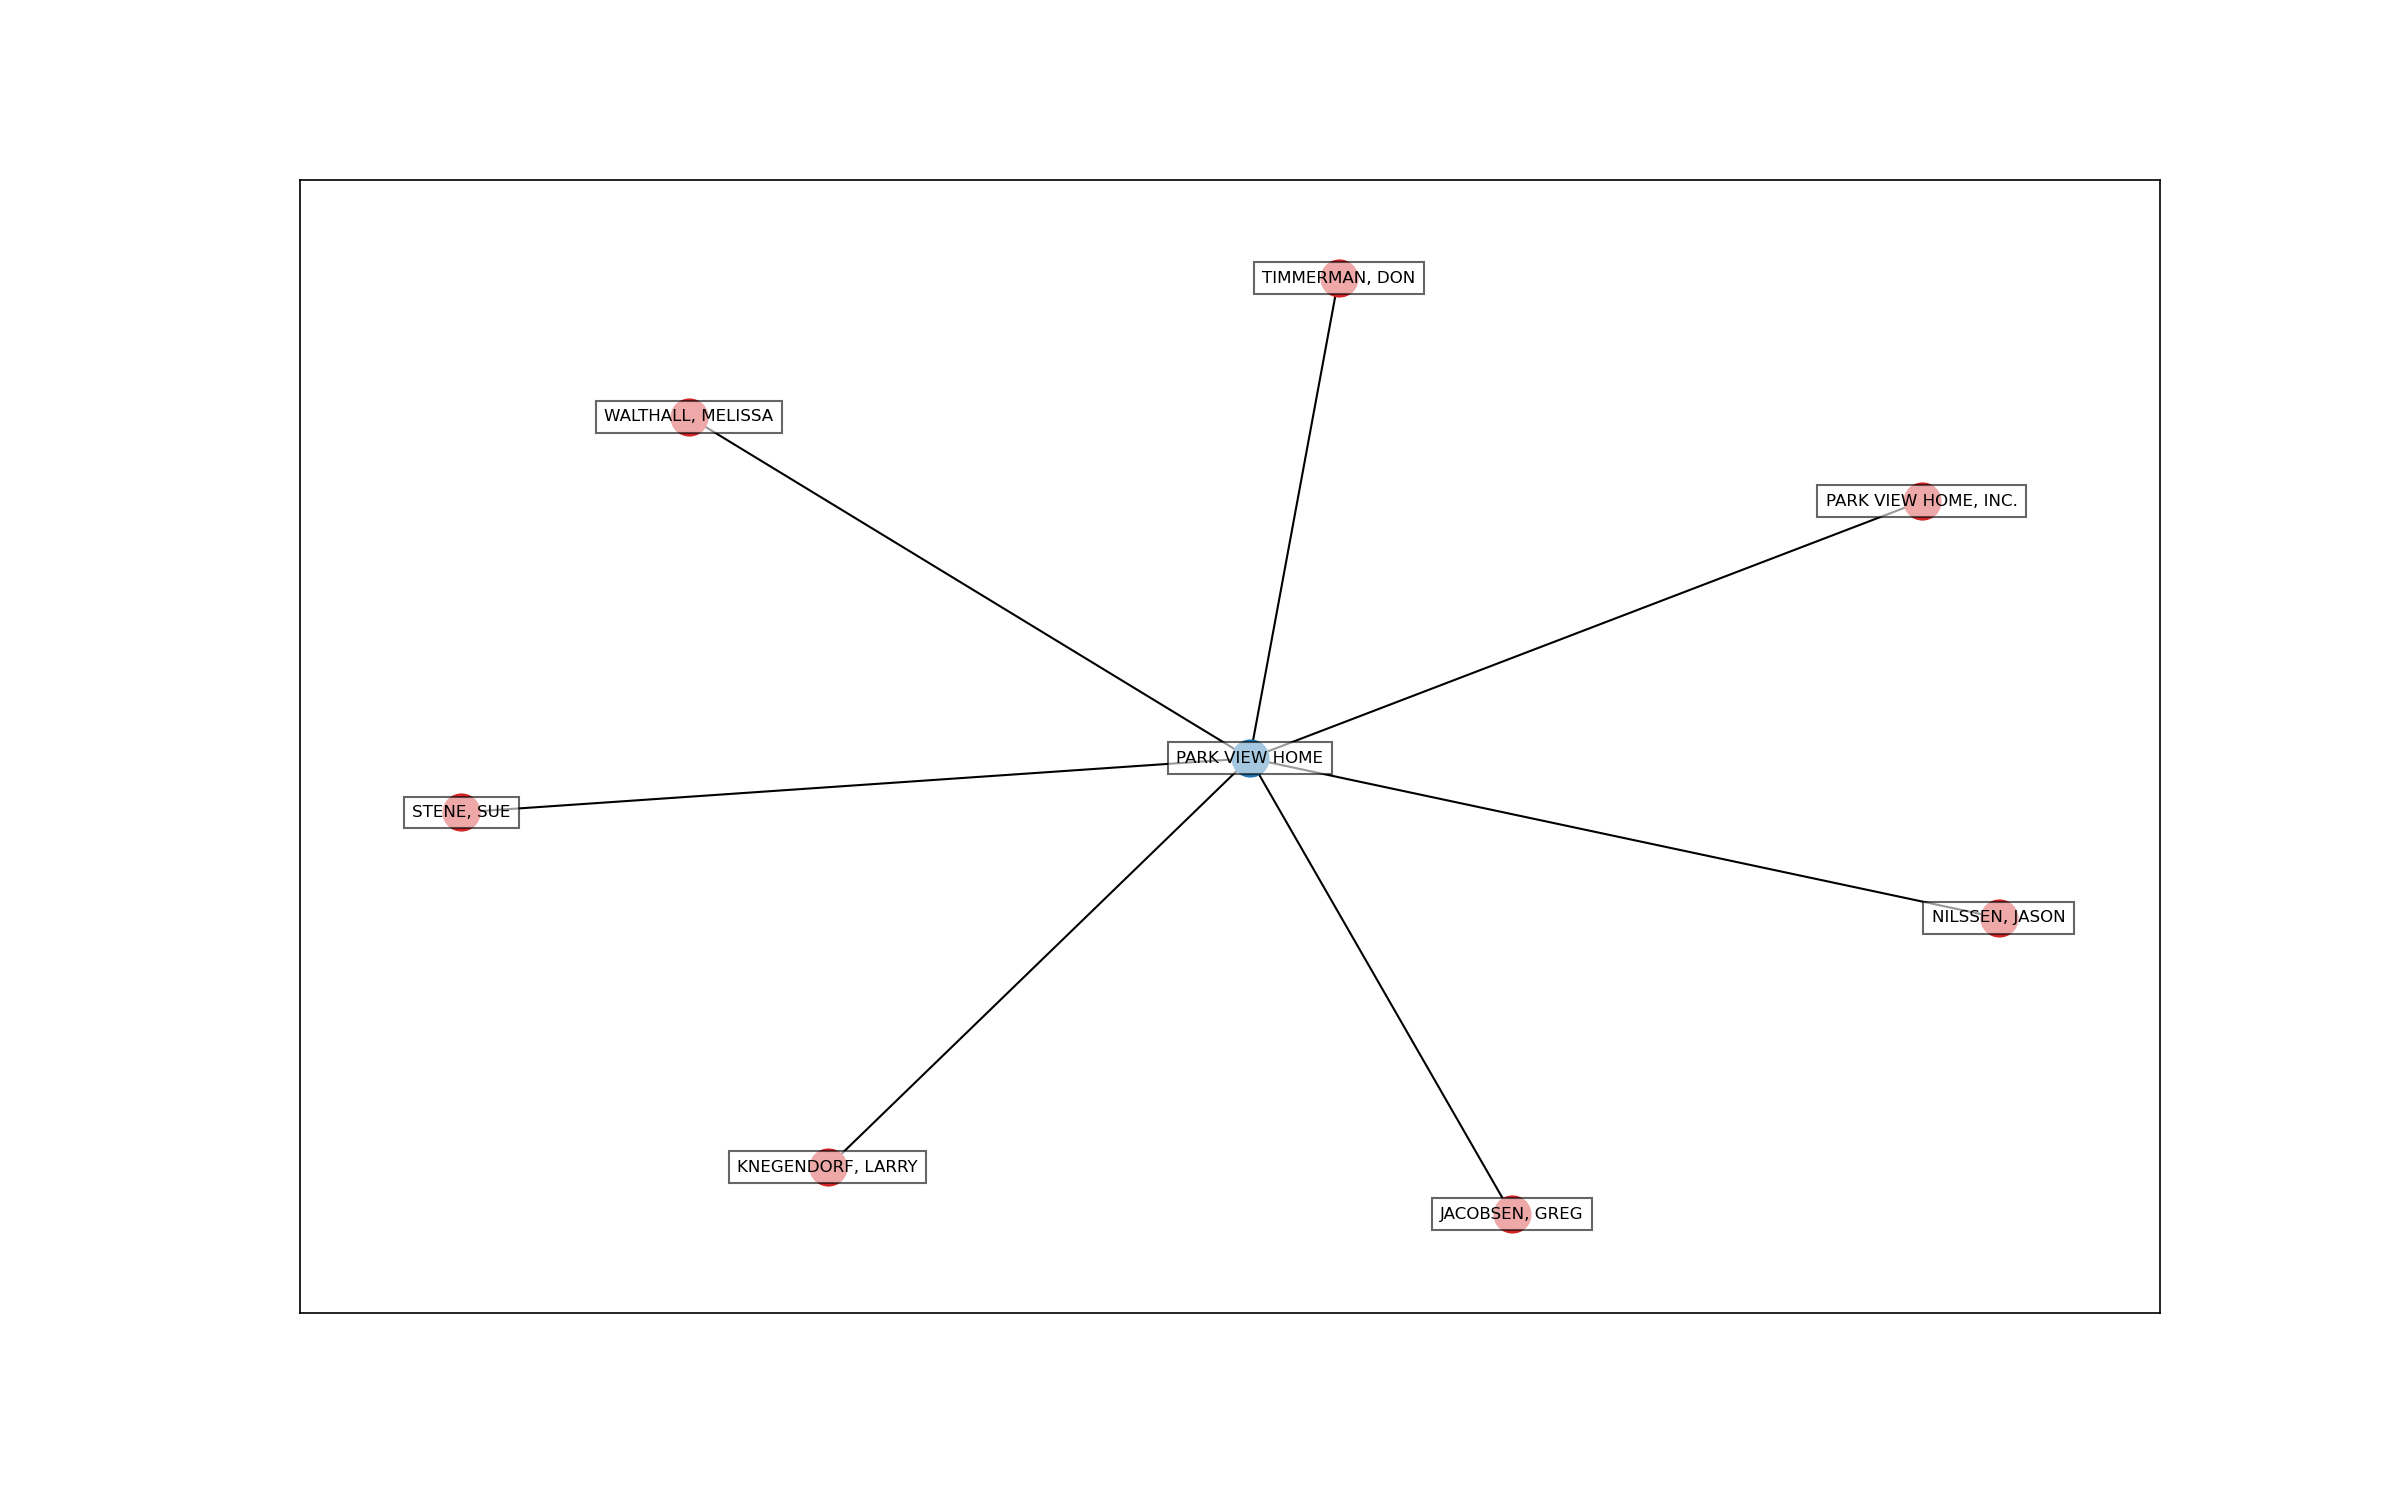 TIMMERMAN, DON
WALTHALL, MELISSA
PARK VIEW HOME, INC.
PARK VIEW HOME
STENE, SUE
NILSSEN, JASON
KNEGENDORF, LARRY
JACOBSEN, GREG